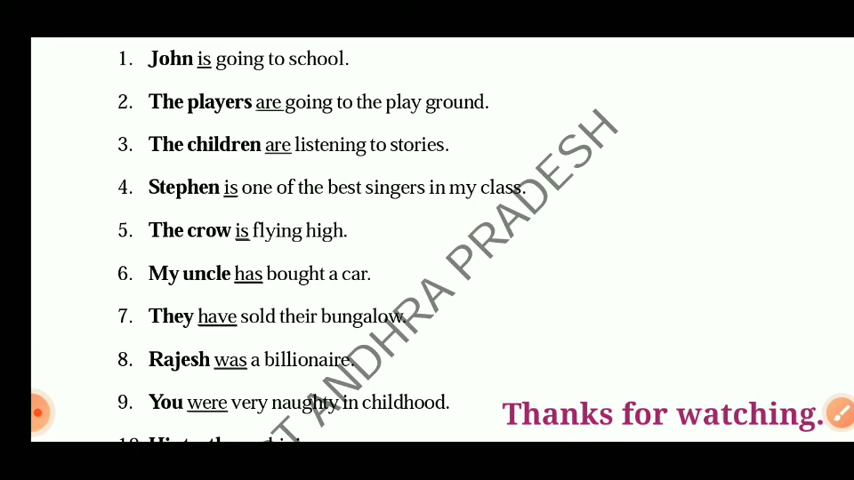 1. John is going to school.
2. The players are going to the play ground.
3. The children are listening to stories.
4. Stephen is one of the best singers in my class.
5. The crow is flying high.
6. My uncle has bought a car.
7. They have sold their bungalow.
8. Rajesh was a billionaire.
9. You were very naughty in childhood.
Thanks for watching.
T ANDHRA PRADESH